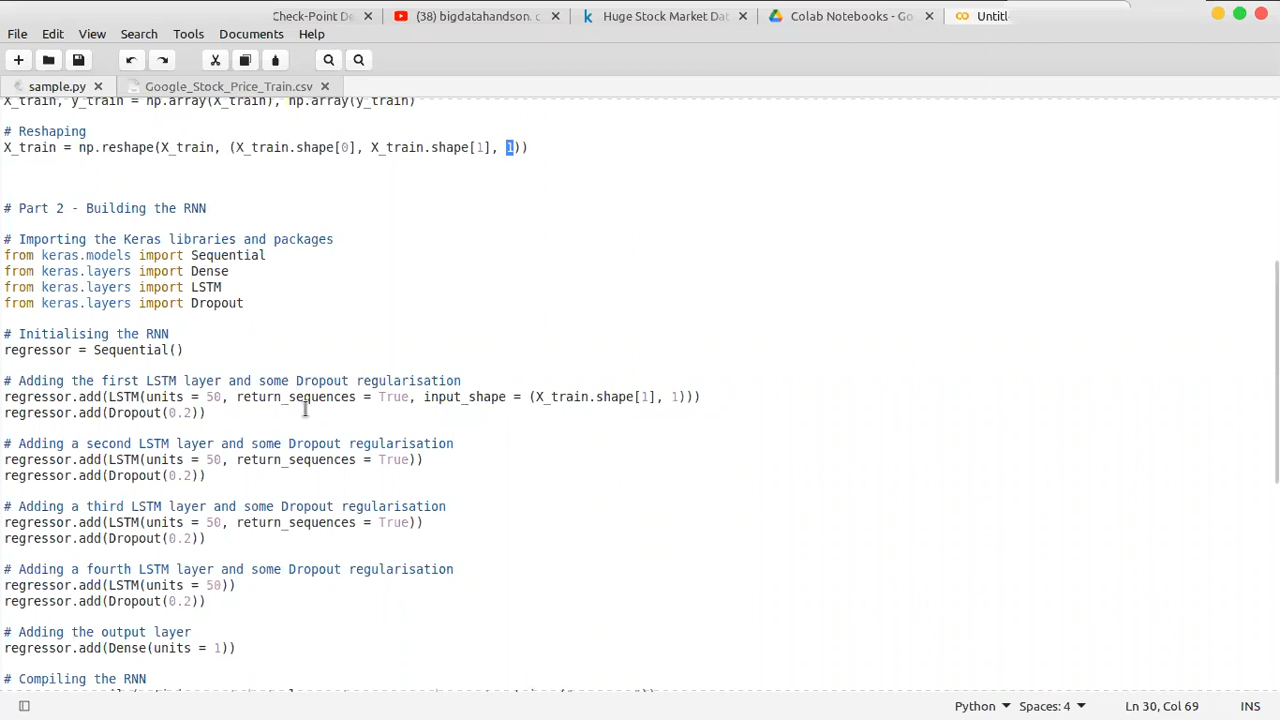 Check-Point De
(38) bigdatahandson. c
Huge Stock Market Dat
Colab Notebooks - Go
Untitl
File Edit View Search Tools Documents Help
sample.py Google_Stock_Price_Train.csv
X_train, y_train = np.array(X_train), np.array(y_train)
# Reshaping
X_train = np.reshape(X_train, (X_train.shape[0], X_train.shape[1], 1))
# Part 2 - Building the RNN
# Importing the Keras libraries and packages
from keras.models import Sequential
from keras.layers import Dense
from keras.layers import LSTM
from keras.layers import Dropout
# Initialising the RNN
regressor = Sequential()
# Adding the first LSTM layer and some Dropout regularisation
regressor.add(LSTM(units = 50, return_sequences = True, input_shape = (X_train.shape[1], 1)))
regressor.add(Dropout(0.2))
# Adding a second LSTM layer and some Dropout regularisation
regressor.add(LSTM(units = 50, return_sequences = True))
regressor.add(Dropout(0.2))
# Adding a third LSTM layer and some Dropout regularisation
regressor.add(LSTM(units = 50, return_sequences = True))
regressor.add(Dropout(0.2))
# Adding a fourth LSTM layer and some Dropout regularisation
regressor.add(LSTM(units = 50))
regressor.add(Dropout(0.2))
# Adding the output layer
regressor.add(Dense(units = 1))
# Compiling the RNN
Python Spaces: 4 Ln 30, Col 69 INS